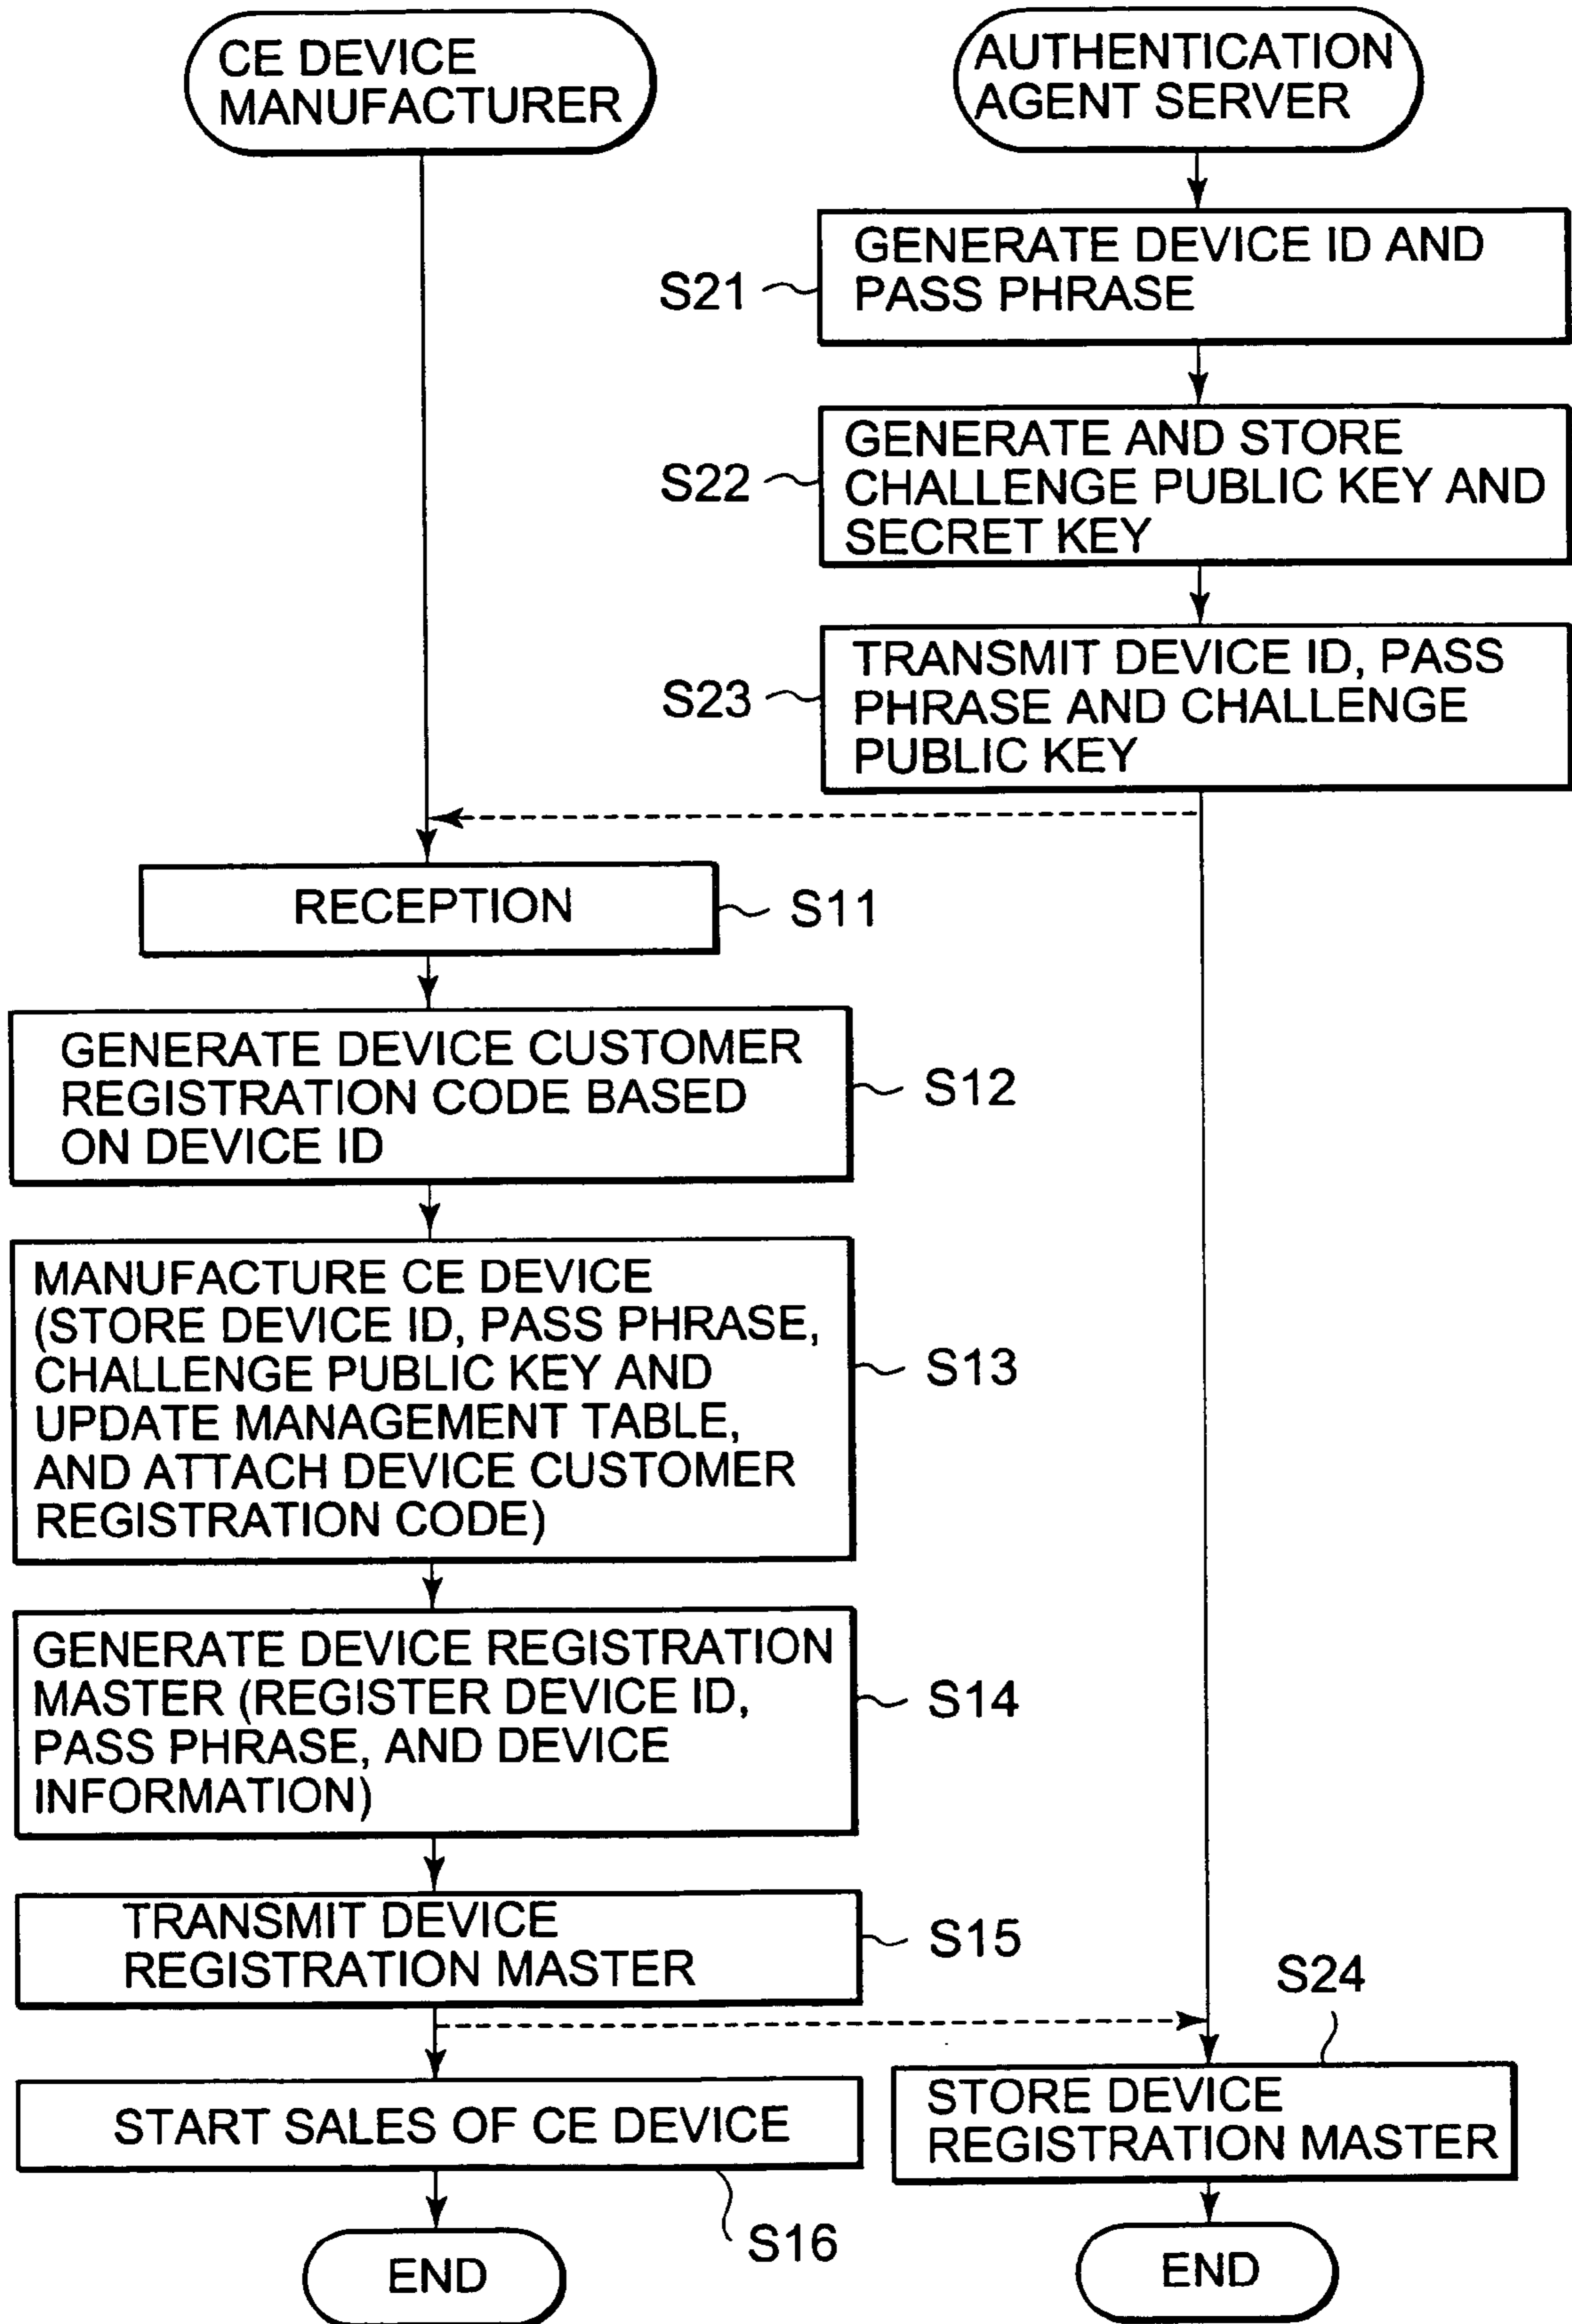 CE DEVICE
MANUFACTURER
AUTHENTICATION
AGENT SERVER
GENERATE DEVICE ID AND
PASS PHRASE
S21
GENERATE AND STORE
CHALLENGE PUBLIC KEY AND
SECRET KEY
S22
TRANSMIT DEVICE ID, PASS
PHRASE AND CHALLENGE
PUBLIC KEY
S23
RECEPTION
S11
GENERATE DEVICE CUSTOMER
REGISTRATION CODE BASED
ON DEVICE ID
S12
MANUFACTURE CE DEVICE
(STORE DEVICE ID, PASS PHRASE,
CHALLENGE PUBLIC KEY AND
UPDATE MANAGEMENT TABLE,
AND ATTACH DEVICE CUSTOMER
REGISTRATION CODE)
S13
GENERATE DEVICE REGISTRATION
MASTER (REGISTER DEVICE ID,
PASS PHRASE, AND DEVICE
INFORMATION)
S14
TRANSMIT DEVICE
REGISTRATION MASTER
S15
S24
START SALES OF CE DEVICE
STORE DEVICE
REGISTRATION MASTER
S16
END
END